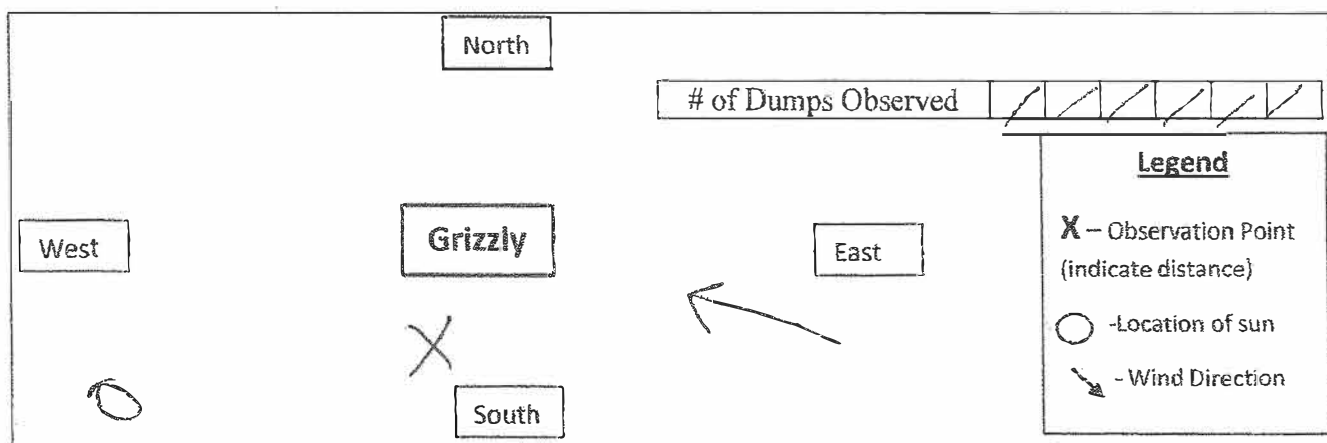 North
# of Dumps Observed / / / / / /
Legend
West
Grizzly
East
X – Observation Point
(indicate distance)
X
-Location of sun
- Wind Direction
South